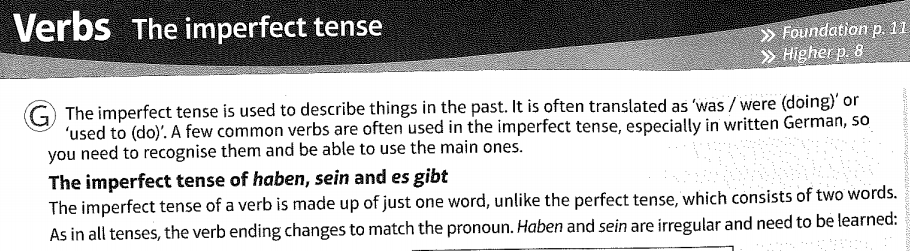 Verbs The imperfect tense
» Foundation p. 11
» Higher p. 8
G The imperfect tense is used to describe things in the past. It is often translated as 'was / were (doing)' or
'used to (do)'. A few common verbs are often used in the imperfect tense, especially in written German, so
you need to recognise them and be able to use the main ones.
The imperfect tense of haben, sein and es gibt
The imperfect tense of a verb is made up of just one word, unlike the perfect tense, which consists of two words.
As in all tenses, the verb ending changes to match the pronoun. Haben and sein are irregular and need to be learned: